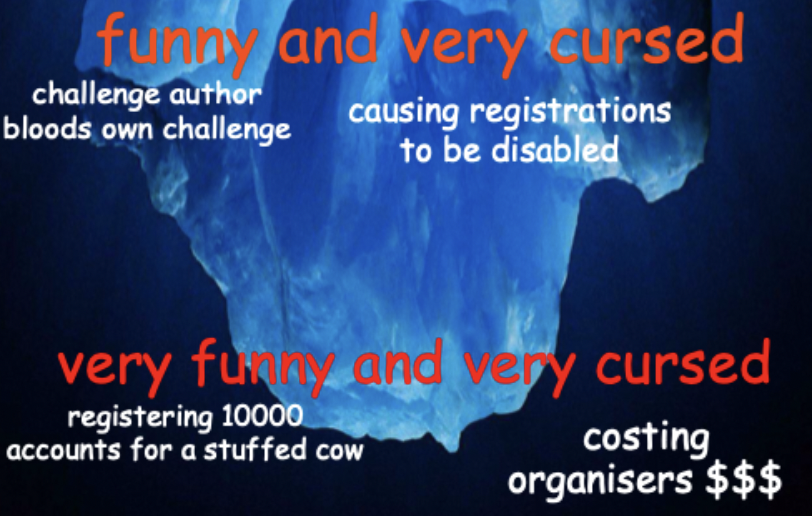 funny and very cursed
challenge author
bloods own challenge
causing registrations
to be disabled
very funny and very cursed
registering 10000
accounts for a stuffed cow
costing
organisers $$$